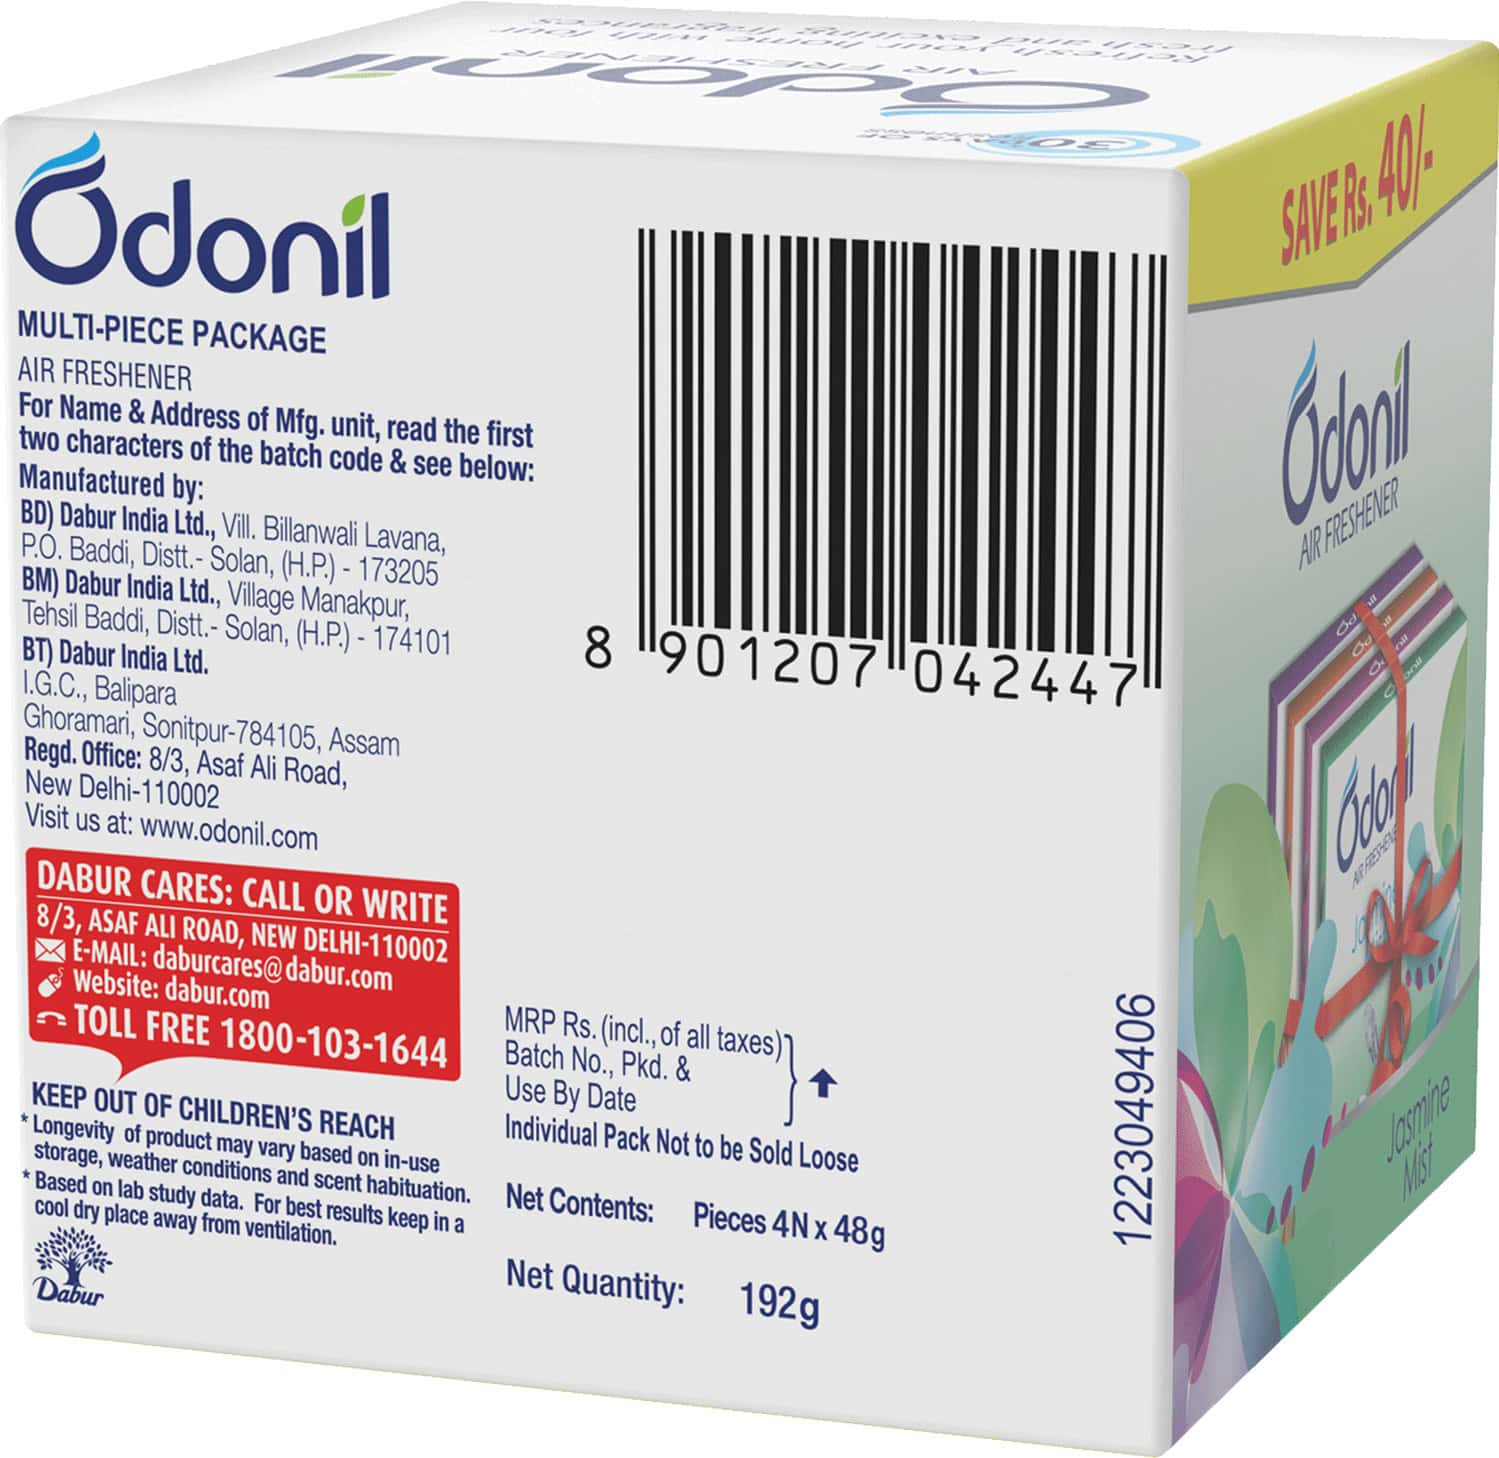 Refresh your home with four
fresh and exciting fragrances
Odonil
AIR FRESHENER
30 DAYS OF
freshness
Odonil
MULTI-PIECE PACKAGE
AIR FRESHENER
For Name & Address of Mfg. unit, read the first
two characters of the batch code & see below:
Manufactured by:
BD) Dabur India Ltd., Vill. Billanwali Lavana,
P.O. Baddi, Distt.- Solan, (H.P.) - 173205
BM) Dabur India Ltd., Village Manakpur,
Tehsil Baddi, Distt.- Solan, (H.P.) - 174101
BT) Dabur India Ltd.
I.G.C., Balipara
Ghoramari, Sonitpur-784105, Assam
Regd. Office: 8/3, Asaf Ali Road,
New Delhi-110002
Visit us at: www.odonil.com
DABUR CARES: CALL OR WRITE
8/3, ASAF ALI ROAD, NEW DELHI-110002
E-MAIL: daburcares@dabur.com
Website: dabur.com
TOLL FREE 1800-103-1644
KEEP OUT OF CHILDREN'S REACH
* Longevity of product may vary based on in-use
storage, weather conditions and scent habituation.
* Based on lab study data. For best results keep in a
cool dry place away from ventilation.
Dabur
8 901207 042447
MRP Rs. (incl., of all taxes)
Batch No., Pkd. &
Use By Date
Individual Pack Not to be Sold Loose
Net Contents: Pieces 4N x 48g
Net Quantity: 192g
1223049406
SAVE Rs. 40/-
Odonil
AIR FRESHENER
Odonil
Odonil
Odonil
Odonil
Odonil
AIR FRESHENER
Jasmine
Mist